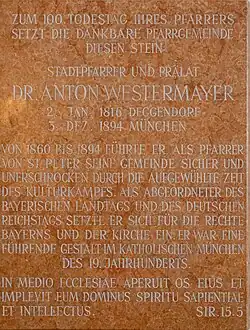 ZUM 100. TODESTAG IHRES PFARRERS
SETZT DIE DANKBARE PFARRGEMEINDE
DIESEN STEIN
STADTPFARRER UND PRÄLAT
DR. ANTON WESTERMAYER
2. JAN. 1816 DEGGENDORF
3. DEZ. 1894 MÜNCHEN
VON 1860 BIS 1894 FÜHRTE ER ALS PFARRER
VON ST. PETER SEINE GEMEINDE SICHER UND
UNERSCHROCKEN DURCH DIE AUFGEWÜHLTE ZEIT
DES KULTURKAMPFS. ALS ABGEORDNETER DES
BAYERISCHEN LANDTAGS UND DES DEUTSCHEN
REICHSTAGS SETZTE ER SICH FÜR DIE RECHTE
BAYERNS UND DER KIRCHE EIN. ER WAR EINE
FÜHRENDE GESTALT IM KATHOLISCHEN MÜNCHEN
DES 19. JAHRHUNDERTS.
IN MEDIO ECCLESIAE APERUIT OS EIUS ET
IMPLEVIT EUM DOMINUS SPIRITU SAPIENTIAE
ET INTELLECTUS. SIR. 15.5